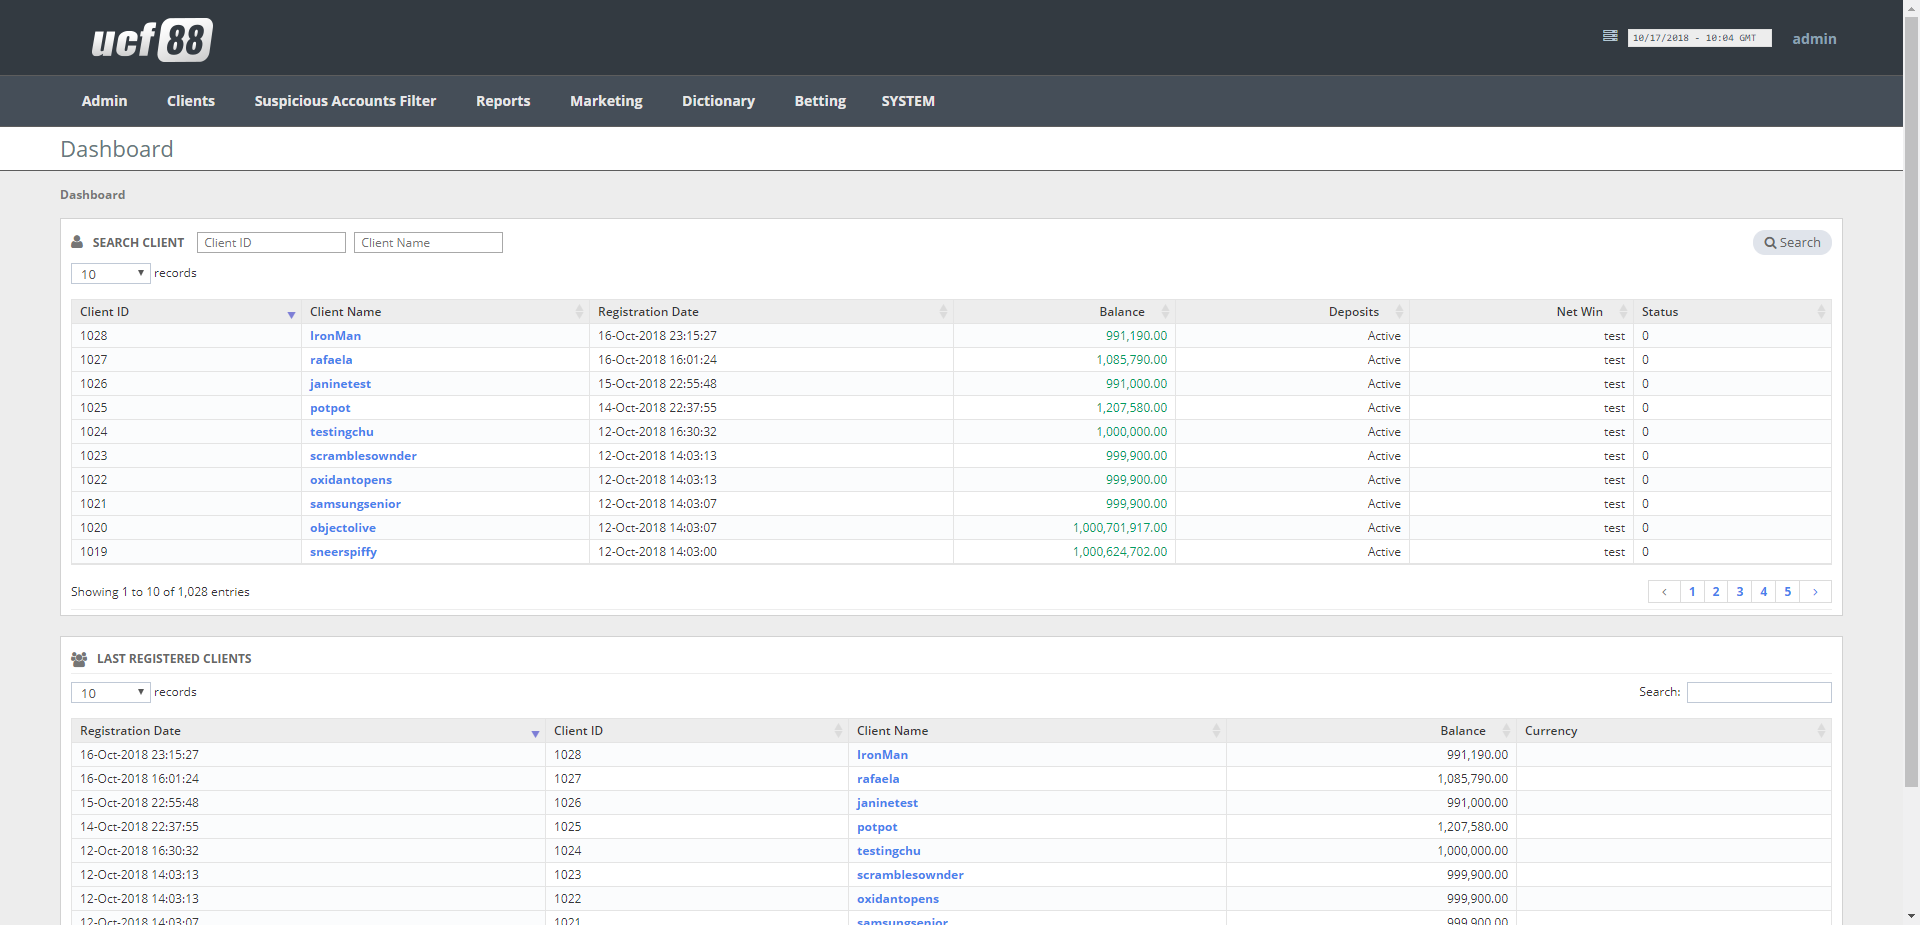 ucf88
10/17/2018 - 10:04 GMT admin
Admin Clients Suspicious Accounts Filter Reports Marketing Dictionary Betting SYSTEM
Dashboard
Dashboard
SEARCH CLIENT Client ID Client Name Search
10 records
Client ID Client Name Registration Date Balance Deposits Net Win Status
1028 IronMan 16-Oct-2018 23:15:27 991,190.00 Active test 0
1027 rafaela 16-Oct-2018 16:01:24 1,085,790.00 Active test 0
1026 janinetest 15-Oct-2018 22:55:48 991,000.00 Active test 0
1025 potpot 14-Oct-2018 22:37:55 1,207,580.00 Active test 0
1024 testingchu 12-Oct-2018 16:30:32 1,000,000.00 Active test 0
1023 scramblesownder 12-Oct-2018 14:03:13 999,900.00 Active test 0
1022 oxidantopens 12-Oct-2018 14:03:13 999,900.00 Active test 0
1021 samsungsenior 12-Oct-2018 14:03:07 999,900.00 Active test 0
1020 objectolive 12-Oct-2018 14:03:07 1,000,701,917.00 Active test 0
1019 sneerspiffy 12-Oct-2018 14:03:00 1,000,624,702.00 Active test 0
Showing 1 to 10 of 1,028 entries ‹ 1 2 3 4 5 ›
LAST REGISTERED CLIENTS
10 records Search:
Registration Date Client ID Client Name Balance Currency
16-Oct-2018 23:15:27 1028 IronMan 991,190.00
16-Oct-2018 16:01:24 1027 rafaela 1,085,790.00
15-Oct-2018 22:55:48 1026 janinetest 991,000.00
14-Oct-2018 22:37:55 1025 potpot 1,207,580.00
12-Oct-2018 16:30:32 1024 testingchu 1,000,000.00
12-Oct-2018 14:03:13 1023 scramblesownder 999,900.00
12-Oct-2018 14:03:13 1022 oxidantopens 999,900.00
12-Oct-2018 14:03:07 1021 samsungsenior 999,900.00